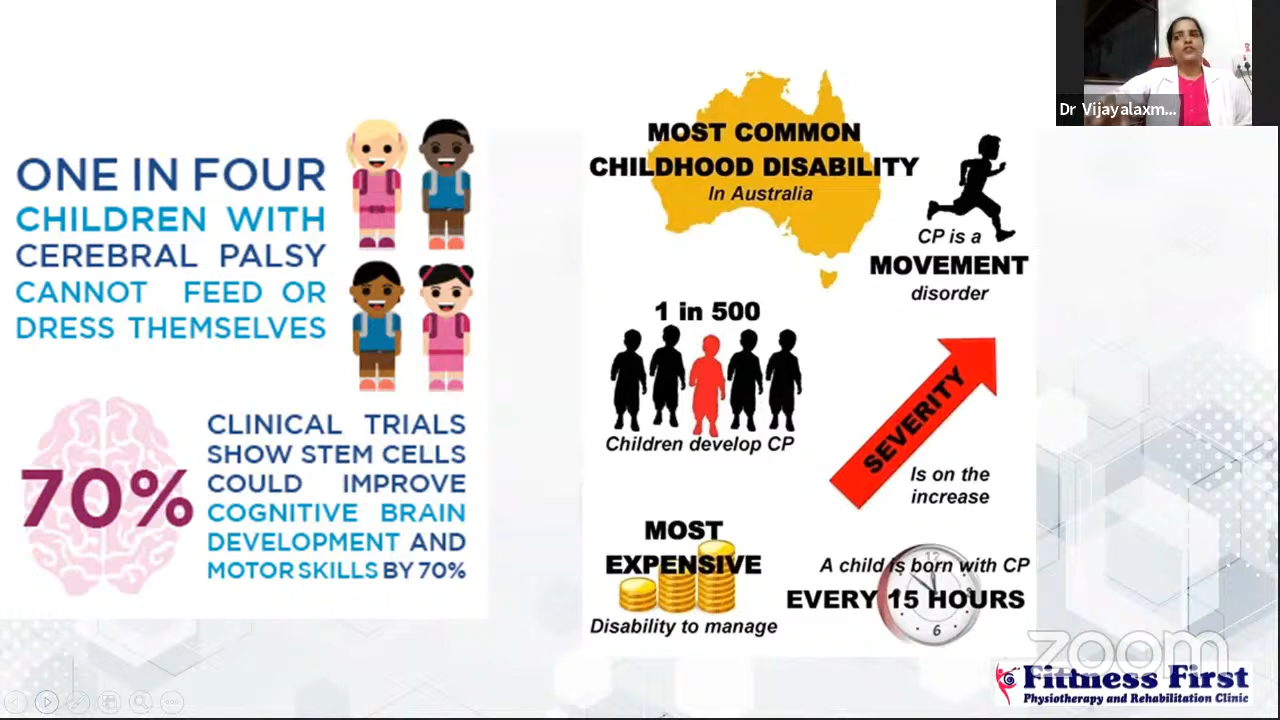 Dr Vijayalaxm...
ONE IN FOUR
CHILDREN WITH
CEREBRAL PALSY
CANNOT FEED OR
DRESS THEMSELVES
70%
CLINICAL TRIALS
SHOW STEM CELLS
COULD IMPROVE
COGNITIVE BRAIN
DEVELOPMENT AND
MOTOR SKILLS BY 70%
MOST COMMON
CHILDHOOD DISABILITY
In Australia
CP is a
MOVEMENT
disorder
1 in 500
Children develop CP
SEVERITY
Is on the
increase
MOST
EXPENSIVE
Disability to manage
A child is born with CP
EVERY 15 HOURS
12
6
zoom
Fittness First
Physiotherapy and Rehabilitation Clinic